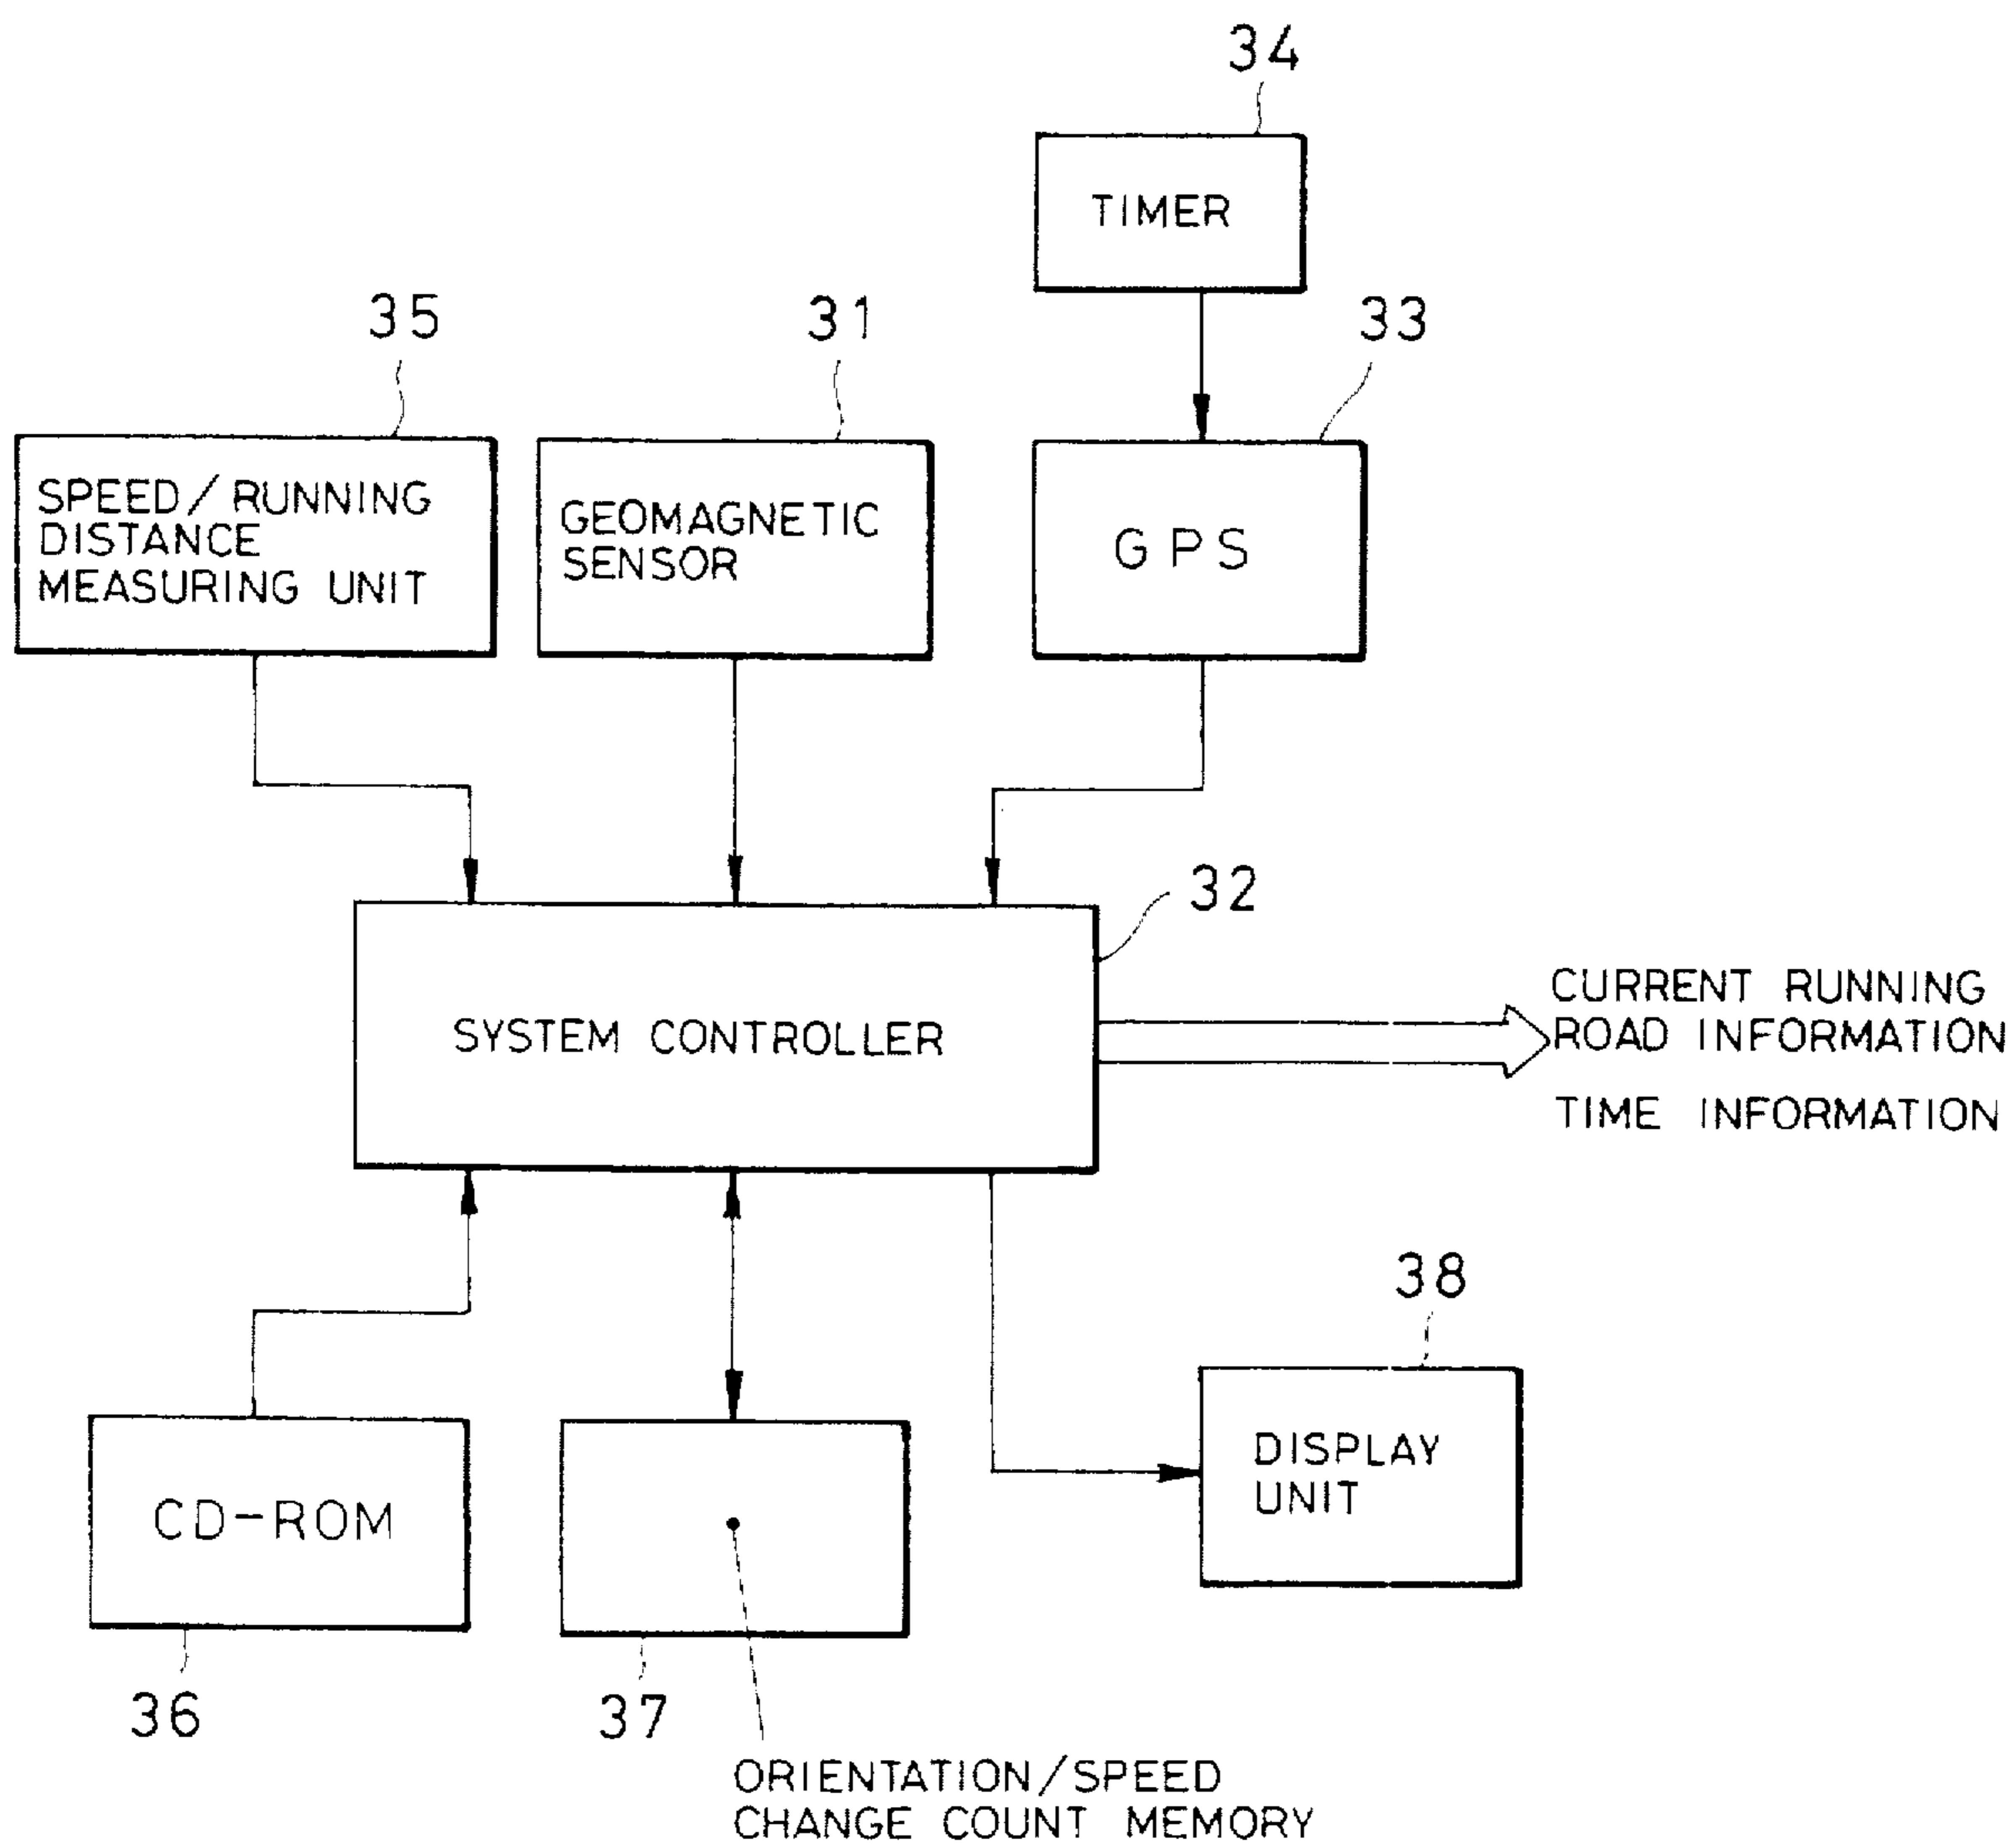 34
TIMER
35
31
33
SPEED/RUNNING
DISTANCE
MEASURING UNIT
GEOMAGNETIC
SENSOR
GPS
32
SYSTEM CONTROLLER
CURRENT RUNNING
ROAD INFORMATION
TIME INFORMATION
38
CD-ROM
DISPLAY
UNIT
36
37
ORIENTATION/SPEED
CHANGE COUNT MEMORY